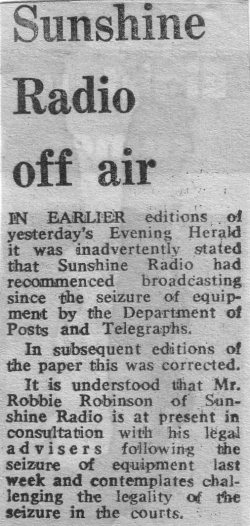 Sunshine
Radio
off air
IN EARLIER editions of
yesterday's Evening Herald
it was inadvertently stated
that Sunshine Radio had
recommenced broadcasting
since the seizure of equip-
ment by the Department of
Posts and Telegraphs.
In subsequent editions of
the paper this was corrected.
It is understood that Mr.
Robbie Robinson of Sun-
shine Radio is at present in
consultation with his legal
advisers following the
seizure of equipment last
week and contemplates chal-
lenging the legality of the
seizure in the courts.